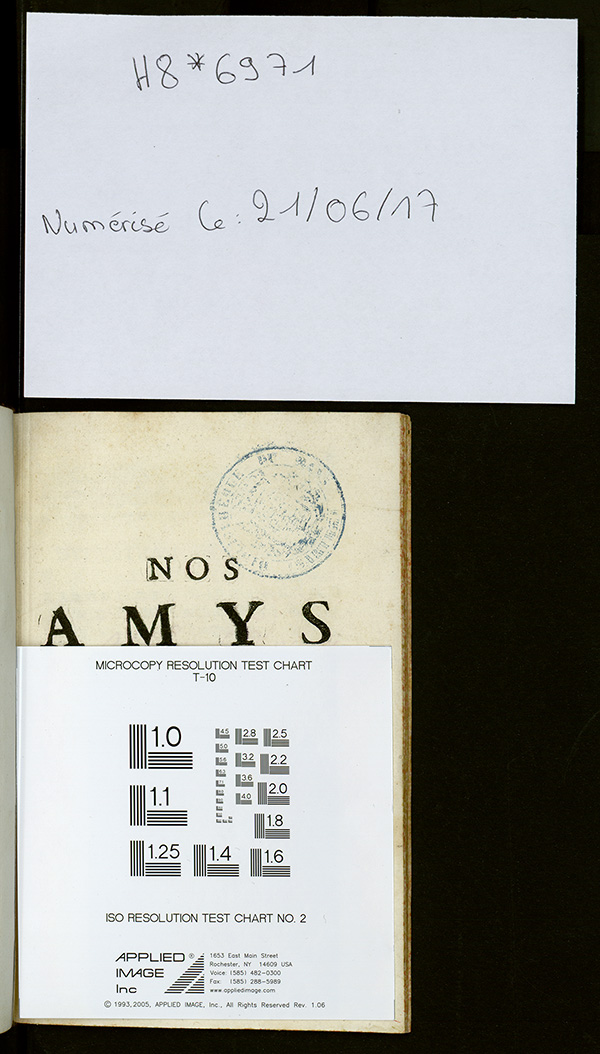 H8*6971
Numérisé le: 21/06/17
NOS
AMYS
MICROCOPY RESOLUTION TEST CHART
T-10
1.0
4.5 2.8 2.5
5.0
5.6 3.2 2.2
6.3
3.6
1.1
4.0 2.0
1.8
1.25 1.4 1.6
ISO RESOLUTION TEST CHART NO. 2
APPLIED ®
IMAGE
Inc
1653 East Main Street
Rochester, NY 14609 USA
Voice: (585) 482-0300
Fax: (585) 288-5989
www.appliedimage.com
© 1993, 2005, APPLIED IMAGE, Inc., All Rights Reserved Rev. 1.06